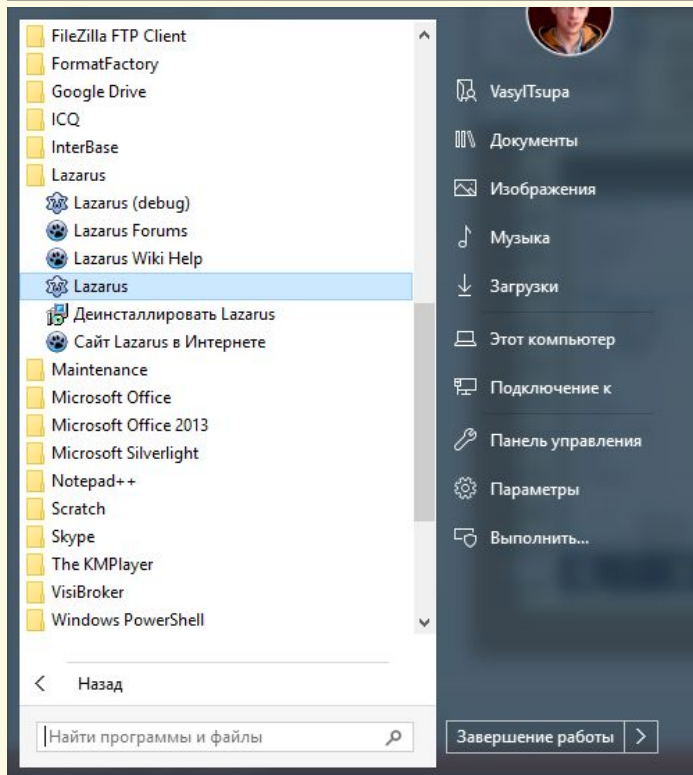 FileZilla FTP Client
FormatFactory
Google Drive
ICQ
InterBase
Lazarus
Lazarus (debug)
Lazarus Forums
Lazarus Wiki Help
Lazarus
Деинсталлировать Lazarus
Сайт Lazarus в Интернете
Maintenance
Microsoft Office
Microsoft Office 2013
Microsoft Silverlight
Notepad++
Scratch
Skype
The KMPlayer
VisiBroker
Windows PowerShell
Назад
Найти программы и файлы
VasylTsupa
Документы
Изображения
Музыка
Загрузки
Этот компьютер
Подключение к
Панель управления
Параметры
Выполнить...
Завершение работы